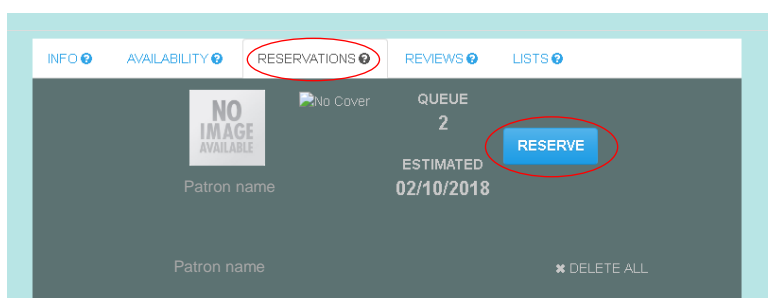 INFO
AVAILABILITY
RESERVATIONS
REVIEWS
LISTS
NO
IMAGE
AVAILABLE
Patron name
No Cover
QUEUE
2
ESTIMATED
02/10/2018
RESERVE
Patron name
✖ DELETE ALL